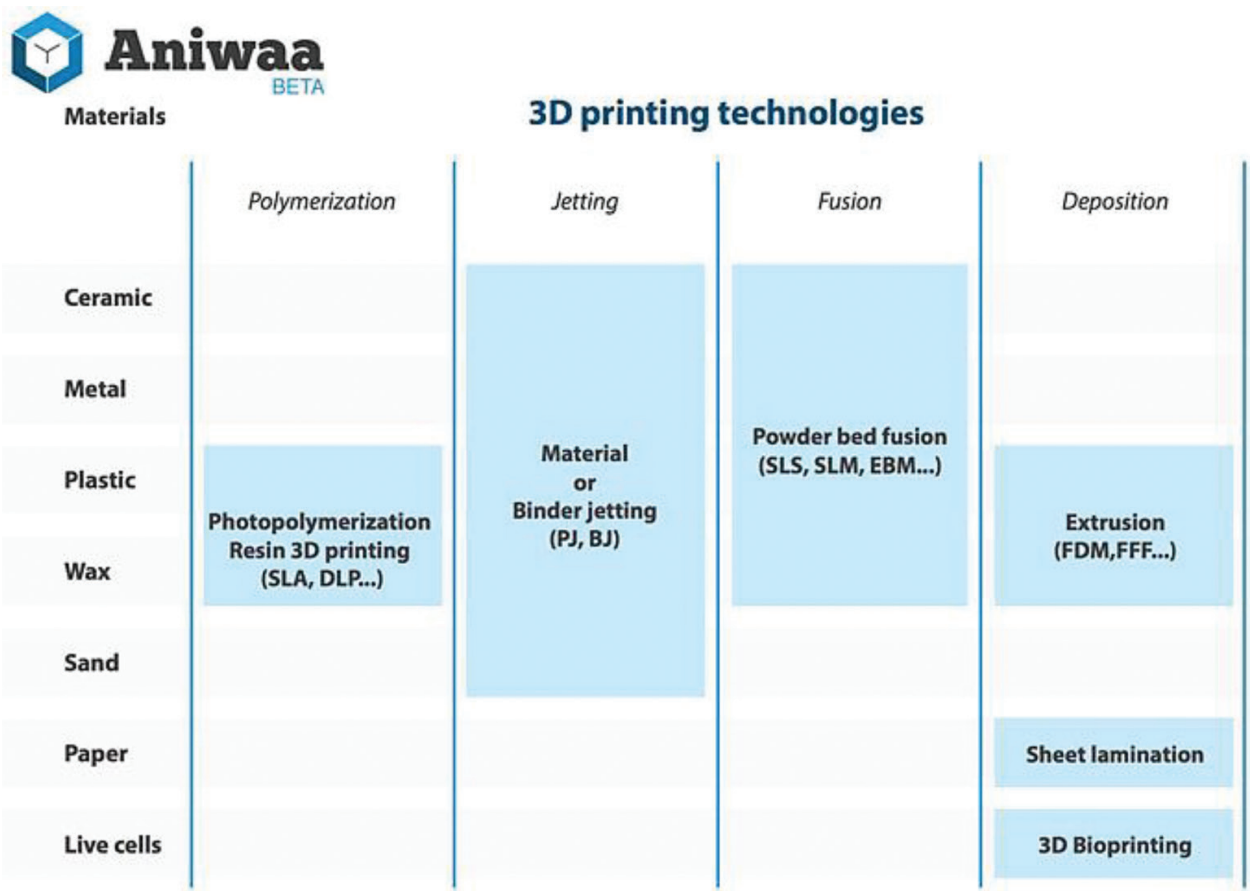 Aniwaa
BETA
Materials
3D printing technologies
Polymerization
Jetting
Fusion
Deposition
Ceramic
Metal
Plastic
Wax
Sand
Paper
Live cells
Photopolymerization
Resin 3D printing
(SLA, DLP...)
Material
or
Binder jetting
(PJ, BJ)
Powder bed fusion
(SLS, SLM, EBM...)
Extrusion
(FDM,FFF...)
Sheet lamination
3D Bioprinting